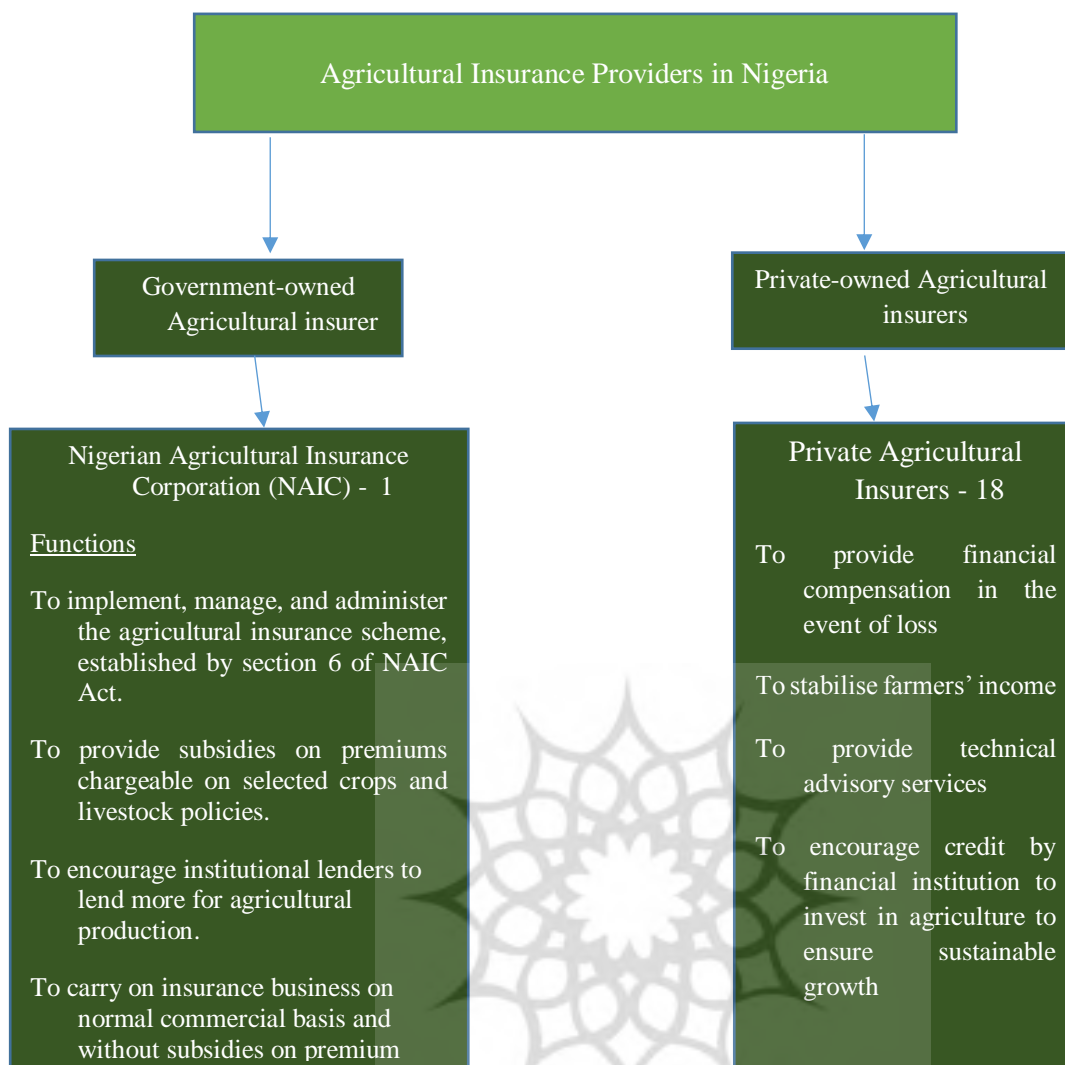 Agricultural Insurance Providers in Nigeria
Government-owned
Agricultural insurer
Private-owned Agricultural
insurers
Nigerian Agricultural Insurance
Corporation (NAIC) - 1
Functions
To implement, manage, and administer
the agricultural insurance scheme,
established by section 6 of NAIC
Act.
To provide subsidies on premiums
chargeable on selected crops and
livestock policies.
To encourage institutional lenders to
lend more for agricultural
production.
To carry on insurance business on
normal commercial basis and
without subsidies on premium
Private Agricultural
Insurers - 18
To provide financial
compensation in the
event of loss
To stabilise farmers’ income
To provide technical
advisory services
To encourage credit by
financial institution to
invest in agriculture to
ensure sustainable
growth